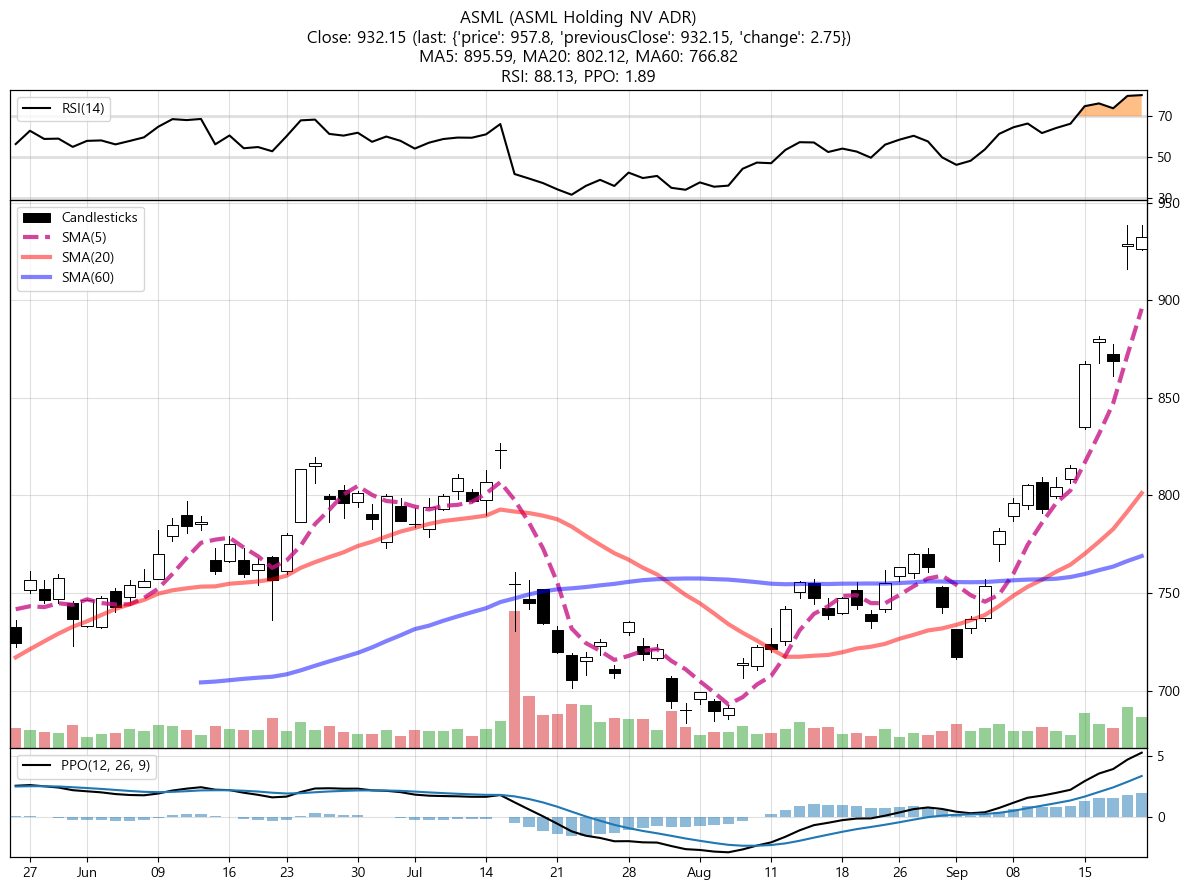 ASML (ASML Holding NV ADR)
Close: 932.15 (last: {'price': 957.8, 'previousClose': 932.15, 'change': 2.75})
MA5: 895.59, MA20: 802.12, MA60: 766.82
RSI: 88.13, PPO: 1.89
RSI(14)
70
50
30
950
Candlesticks
SMA(5)
SMA(20)
SMA(60)
900
850
800
750
700
PPO(12, 26, 9)
5
0
27 Jun 09 16 23 30 Jul 14 21 28 Aug 11 18 26 Sep 08 15